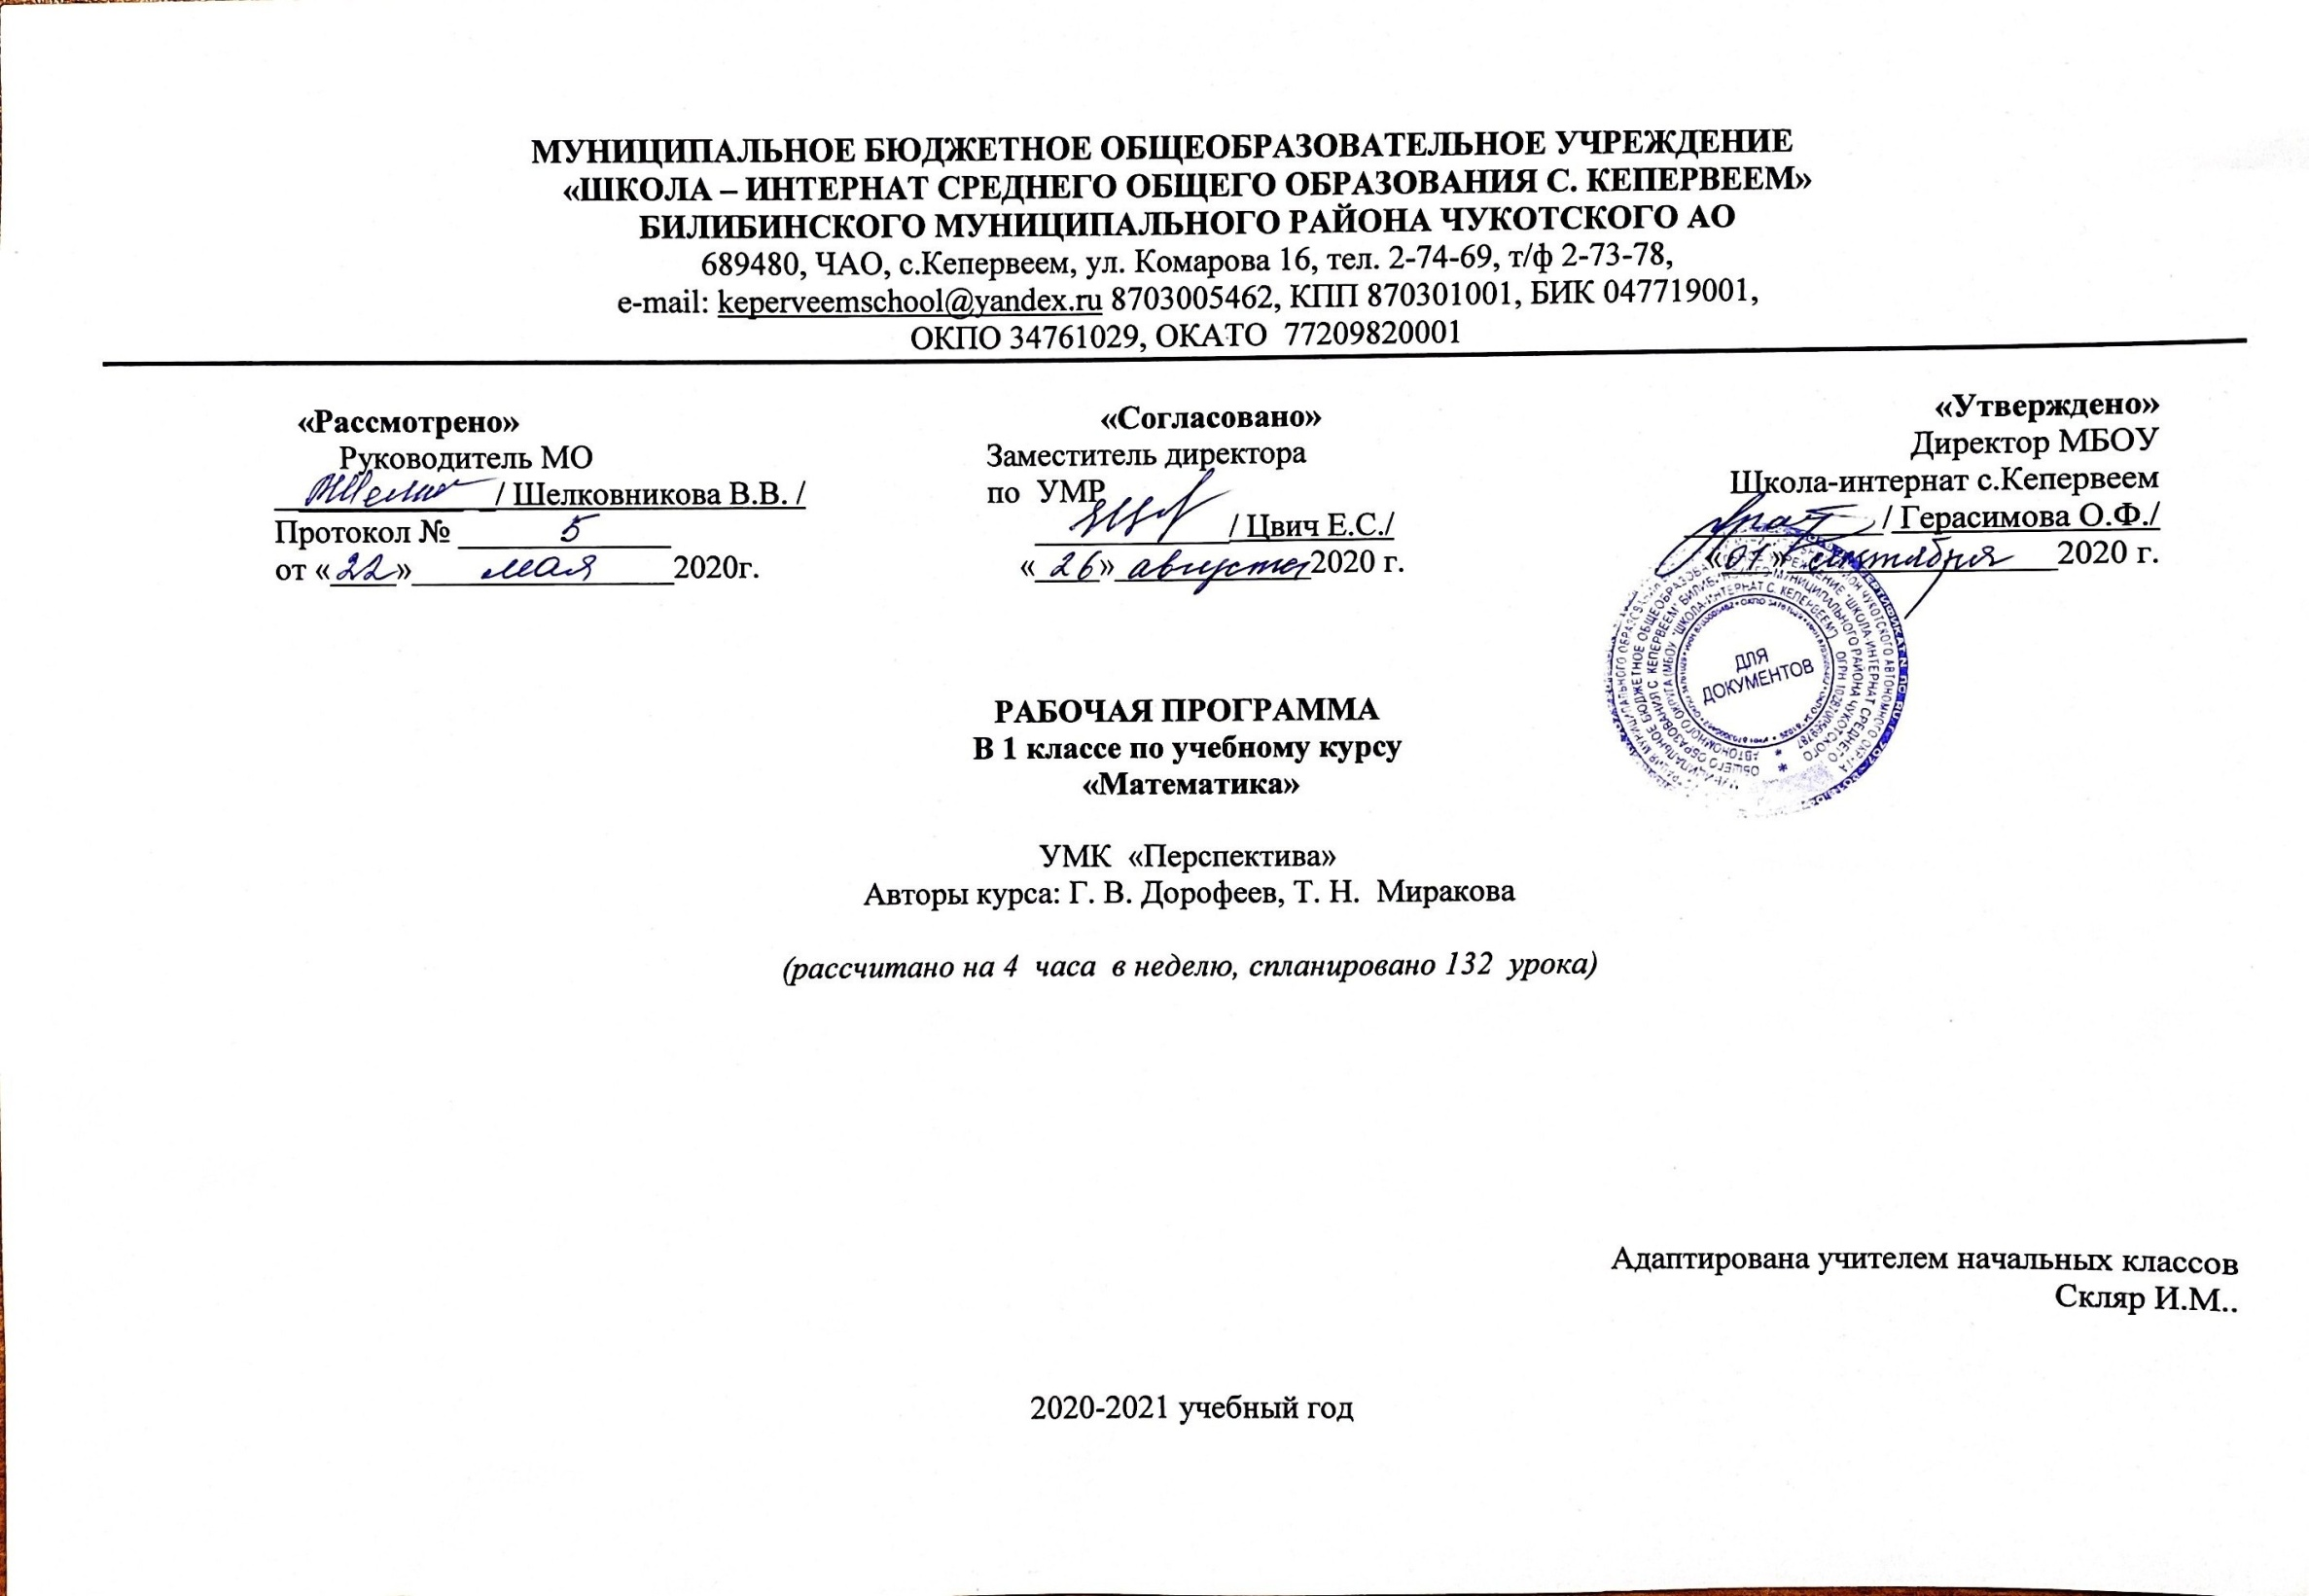 МУНИЦИПАЛЬНОЕ БЮДЖЕТНОЕ ОБЩЕОБРАЗОВАТЕЛЬНОЕ УЧРЕЖДЕНИЕ
«ШКОЛА – ИНТЕРНАТ СРЕДНЕГО ОБЩЕГО ОБРАЗОВАНИЯ С. КЕПЕРВЕЕМ»
БИЛИБИНСКОГО МУНИЦИПАЛЬНОГО РАЙОНА ЧУКОТСКОГО АО
689480, ЧАО, с.Кепервеем, ул. Комарова 16, тел. 2-74-69, т/ф 2-73-78,
e-mail: keperveemschool@yandex.ru 8703005462, КПП 870301001, БИК 047719001,
ОКПО 34761029, ОКАТО 77209820001
«Рассмотрено»
Руководитель МО
/ Шелковникова В.В. /
Протокол № 5
от «22» мая 2020г.
«Согласовано»
Заместитель директора
по УМР
/ Цвич Е.С./
«26» августа 2020 г.
«Утверждено»
Директор МБОУ
Школа-интернат с.Кепервеем
/ Герасимова О.Ф./
«01» сентября 2020 г.
ДЛЯ
ДОКУМЕНТОВ
РАБОЧАЯ ПРОГРАММА
В 1 классе по учебному курсу
«Математика»
УМК «Перспектива»
Авторы курса: Г. В. Дорофеев, Т. Н. Миракова
(рассчитано на 4 часа в неделю, спланировано 132 урока)
Адаптирована учителем начальных классов
Скляр И.М..
2020-2021 учебный год